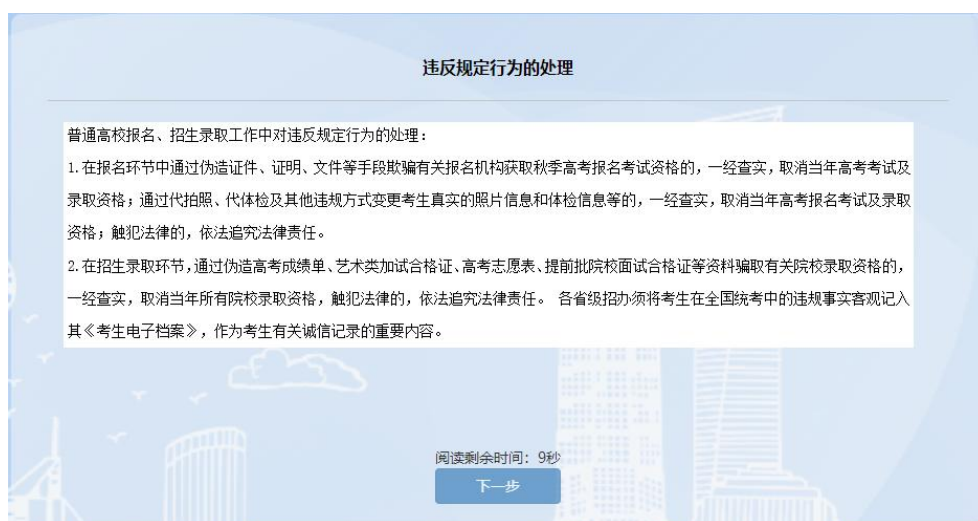 违反规定行为的处理
普通高校报名、招生录取工作中对违反规定行为的处理：
1.在报名环节中通过伪造证件、证明、文件等手段欺骗有关报名机构获取秋季高考报名考试资格的，一经查实，取消当年高考考试及
录取资格；通过代拍照、代体检及其他违规方式变更考生真实的照片信息和体检信息等的，一经查实，取消当年高考报名考试及录取
资格；触犯法律的，依法追究法律责任。
2.在招生录取环节，通过伪造高考成绩单、艺术类加试合格证、高考志愿表、提前批院校面试合格证等资料骗取有关院校录取资格的，
一经查实，取消当年所有院校录取资格，触犯法律的，依法追究法律责任。 各省级招办须将考生在全国统考中的违规事实客观记入
其《考生电子档案》，作为考生有关诚信记录的重要内容。
阅读剩余时间：9秒
下一步